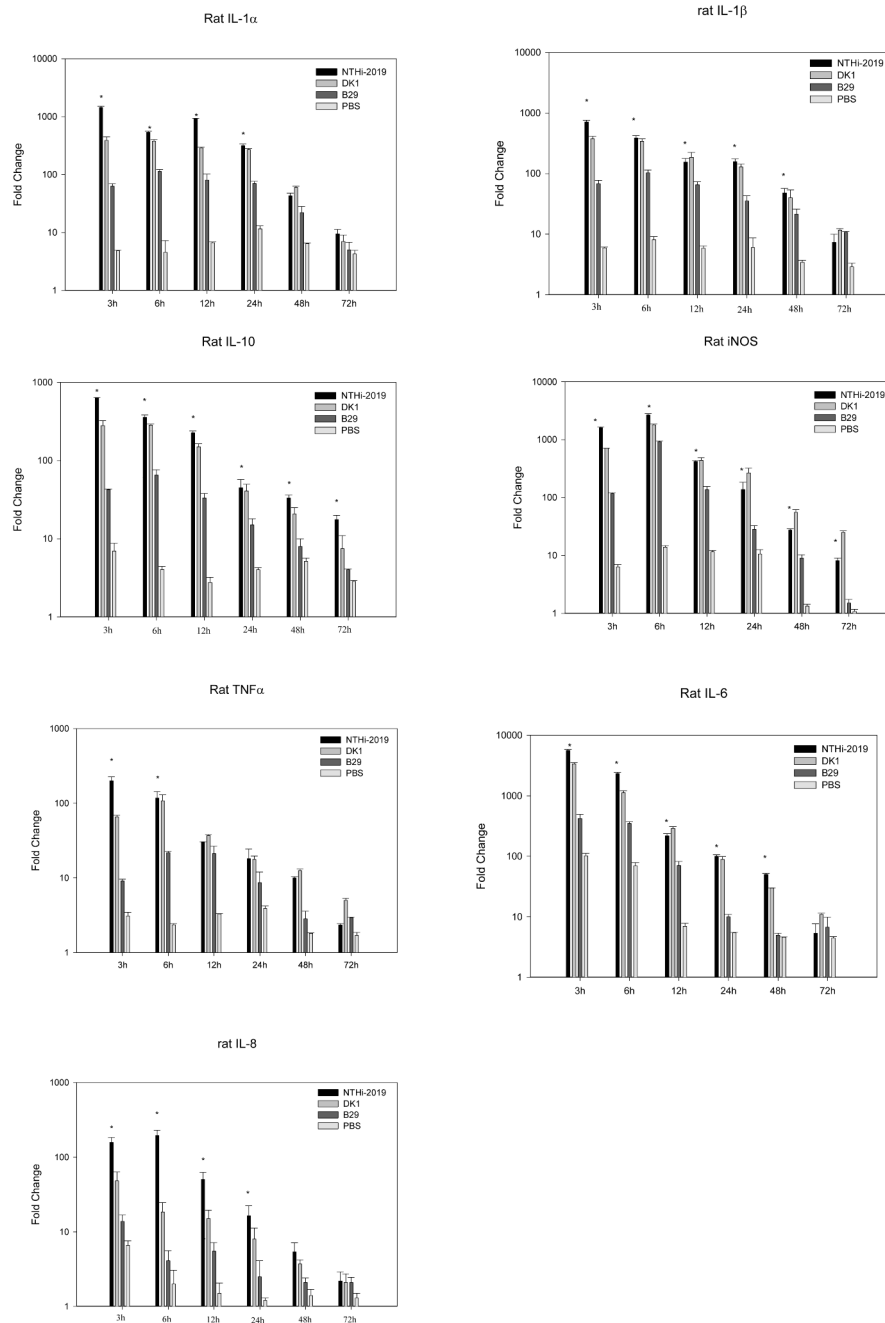 Rat IL-1α
10000
1000
100
10
1
Fold Change
NTHi-2019
DK1
B29
PBS
* * * *
3h 6h 12h 24h 48h 72h
rat IL-1β
10000
1000
100
10
1
Fold Change
NTHi-2019
DK1
B29
PBS
* * * * *
3h 6h 12h 24h 48h 72h
Rat IL-10
1000
100
10
1
Fold Change
NTHi-2019
DK1
B29
PBS
* * * * * *
3h 6h 12h 24h 48h 72h
Rat iNOS
10000
1000
100
10
1
Fold Change
NTHi-2019
DK1
B29
PBS
* * * * * *
3h 6h 12h 24h 48h 72h
Rat TNFα
1000
100
10
1
Fold Change
NTHi-2019
DK1
B29
PBS
* *
3h 6h 12h 24h 48h 72h
Rat IL-6
10000
1000
100
10
1
Fold Change
NTHi-2019
DK1
B29
PBS
* * * * *
3h 6h 12h 24h 48h 72h
rat IL-8
1000
100
10
1
Fold Change
NTHi-2019
DK1
B29
PBS
* * * *
3h 6h 12h 24h 48h 72h